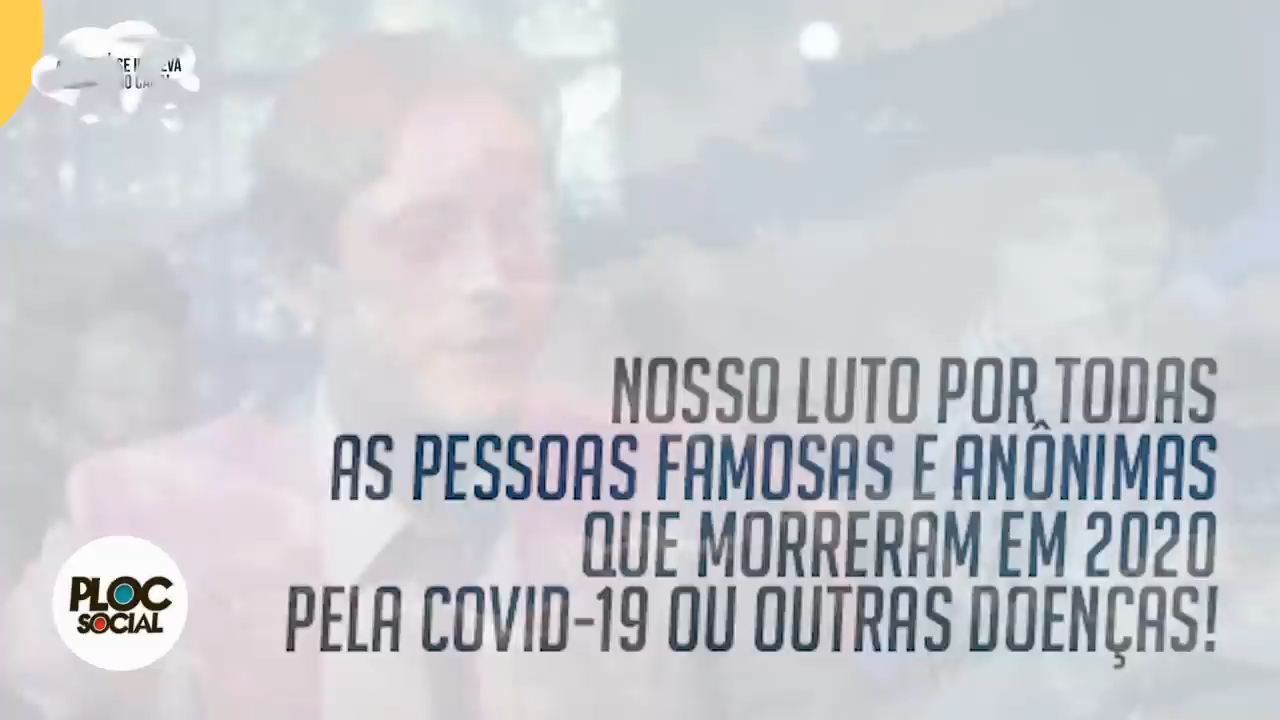 NOSSO LUTO POR TODAS
AS PESSOAS FAMOSAS E ANÔNIMAS
QUE MORRERAM EM 2020
PELA COVID-19 OU OUTRAS DOENÇAS!
PLOC
SOCIAL